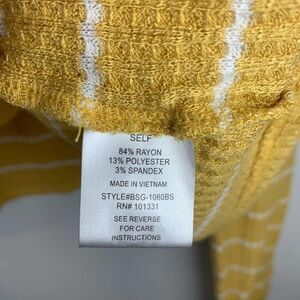 SELF
84% RAYON
13% POLYESTER
3% SPANDEX
MADE IN VIETNAM
STYLE#BSG-1060BS
RN# 101331
SEE REVERSE
FOR CARE
INSTRUCTIONS